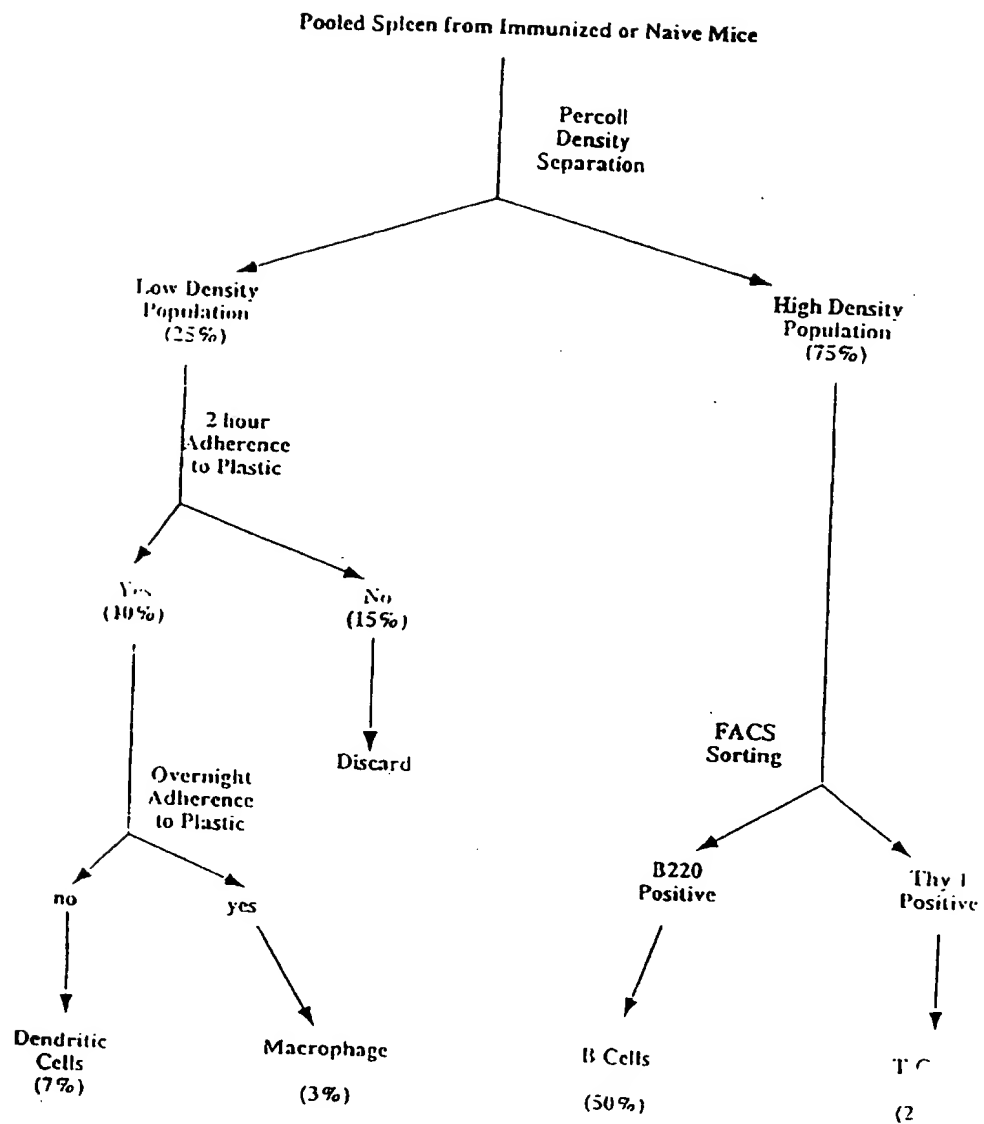 Pooled Spleen from Immunized or Naive Mice
Percoll
Density
Separation
Low Density
Population
(25%)
High Density
Population
(75%)
2 hour
Adherence
to Plastic
Yes
(10%)
No
(15%)
Discard
FACS
Sorting
Overnight
Adherence
to Plastic
no
yes
B220
Positive
Thy 1
Positive
Dendritic
Cells
(7%)
Macrophage
(3%)
B Cells
(50%)
T C
(2